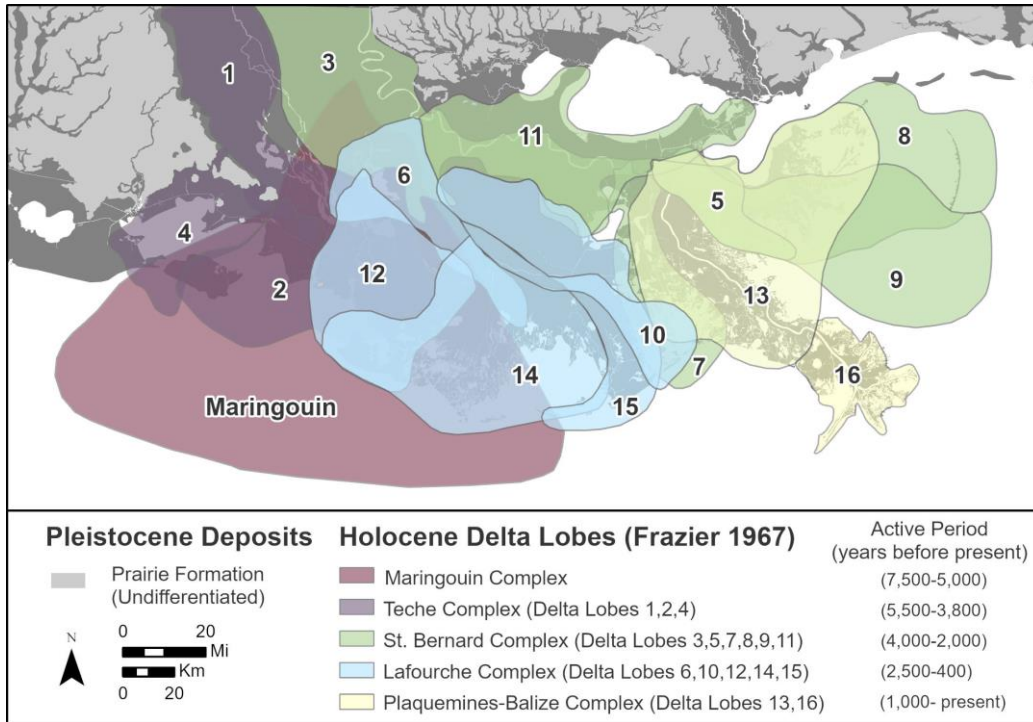 1
3
11
8
6
5
4
2
12
9
13
10
14
7
16
15
Maringouin
Pleistocene Deposits
Prairie Formation
(Undifferentiated)
N
0 20
Mi
Km
0 20
Holocene Delta Lobes (Frazier 1967)
Active Period
(years before present)
Maringouin Complex (7,500-5,000)
Teche Complex (Delta Lobes 1,2,4) (5,500-3,800)
St. Bernard Complex (Delta Lobes 3,5,7,8,9,11) (4,000-2,000)
Lafourche Complex (Delta Lobes 6,10,12,14,15) (2,500-400)
Plaquemines-Balize Complex (Delta Lobes 13,16) (1,000- present)